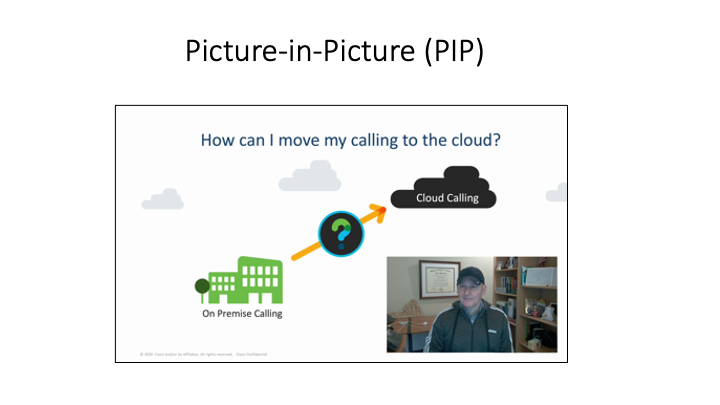 Picture-in-Picture (PIP)
How can I move my calling to the cloud?
Cloud Calling
?
On Premise Calling
© 2020 Cisco and/or its affiliates. All rights reserved. Cisco Confidential